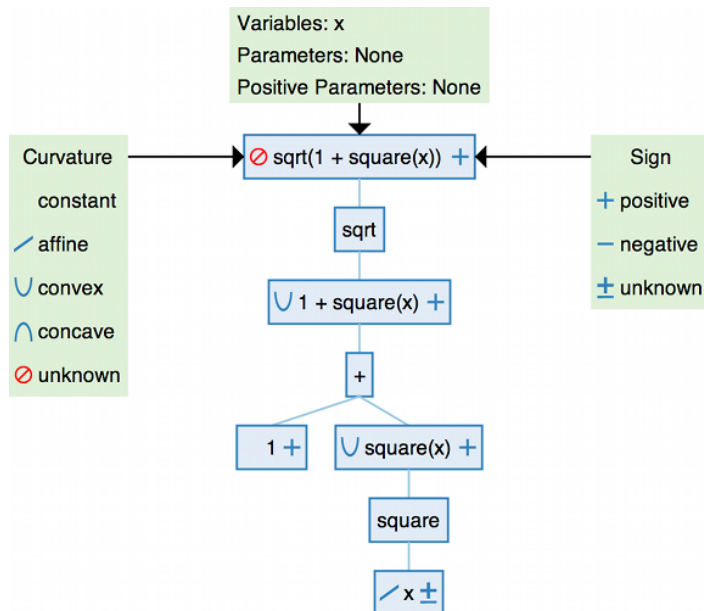 Variables: x
Parameters: None
Positive Parameters: None
Curvature
constant
affine
convex
concave
unknown
sqrt(1 + square(x)) +
Sign
+ positive
− negative
± unknown
sqrt
1 + square(x) +
+
1 +
square(x) +
square
x ±